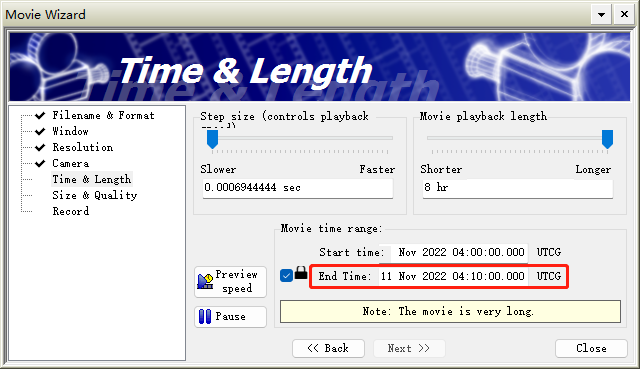 Movie Wizard
Time & Length
Filename & Format
Window
Resolution
Camera
Time & Length
Size & Quality
Record
Step size (controls playback
Slower Faster
0.0006944444 sec
Movie playback length
Shorter Longer
8 hr
Movie time range:
Start time: Nov 2022 04:00:00.000 UTCG
End Time: 11 Nov 2022 04:10:00.000 UTCG
Preview
speed
Pause
Note: The movie is very long.
<< Back
Next >>
Close